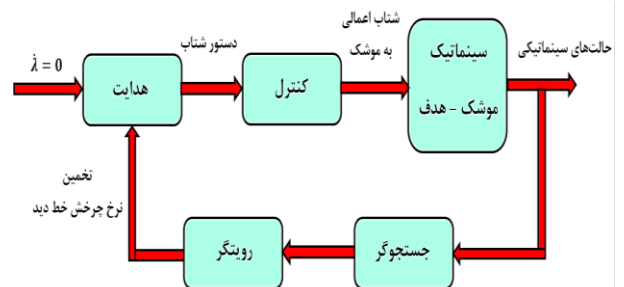 λ̇ = 0
هدایت
دستور شتاب
کنترل
شتاب اعمالی
به موشک
سینماتیک
موشک - هدف
حالت‌های سینماتیکی
تخمین
نرخ چرخش خط دید
رویتگر
جستجوگر